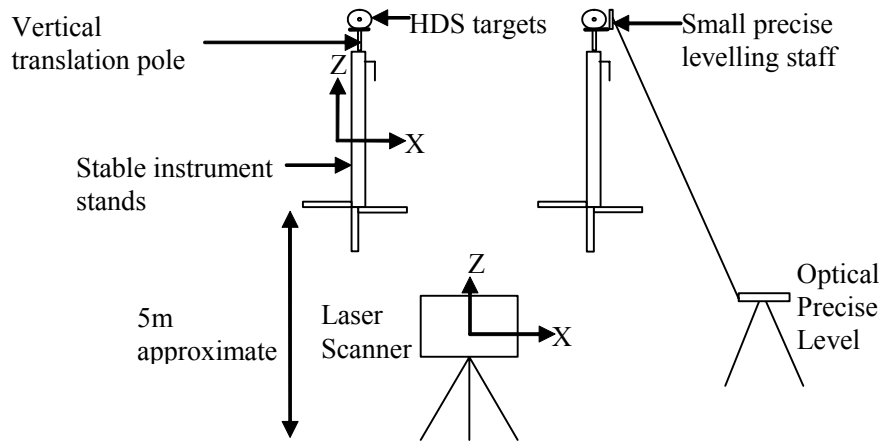 Vertical
translation pole
HDS targets
Small precise
levelling staff
Z
X
Stable instrument
stands
5m
approximate
Laser
Scanner
Z
X
Optical
Precise
Level